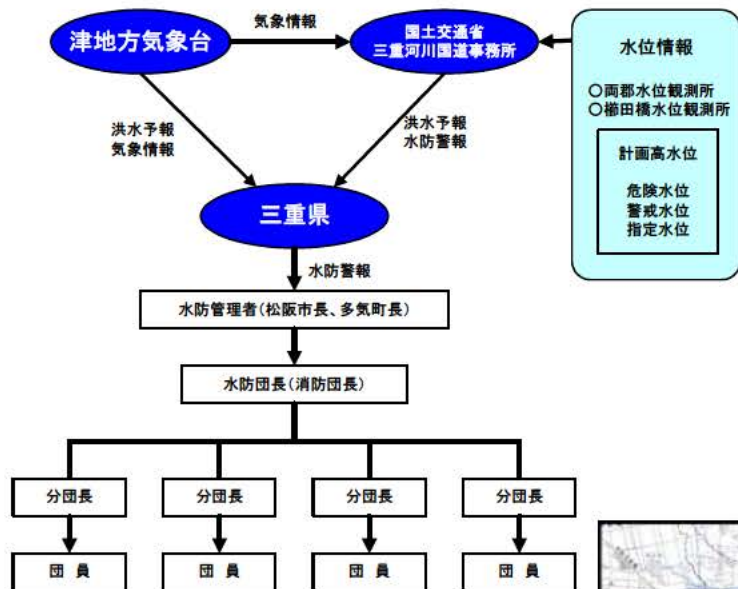 気象情報
津地方気象台
国土交通省
三重河川国道事務所
水位情報
○両郡水位観測所
○櫛田橋水位観測所
計画高水位
危険水位
警戒水位
指定水位
洪水予報
気象情報
洪水予報
水防警報
三重県
水防警報
水防管理者(松阪市長、多気町長)
水防団長(消防団長)
分団長
分団長
分団長
分団長
団 員
団 員
団 員
団 員